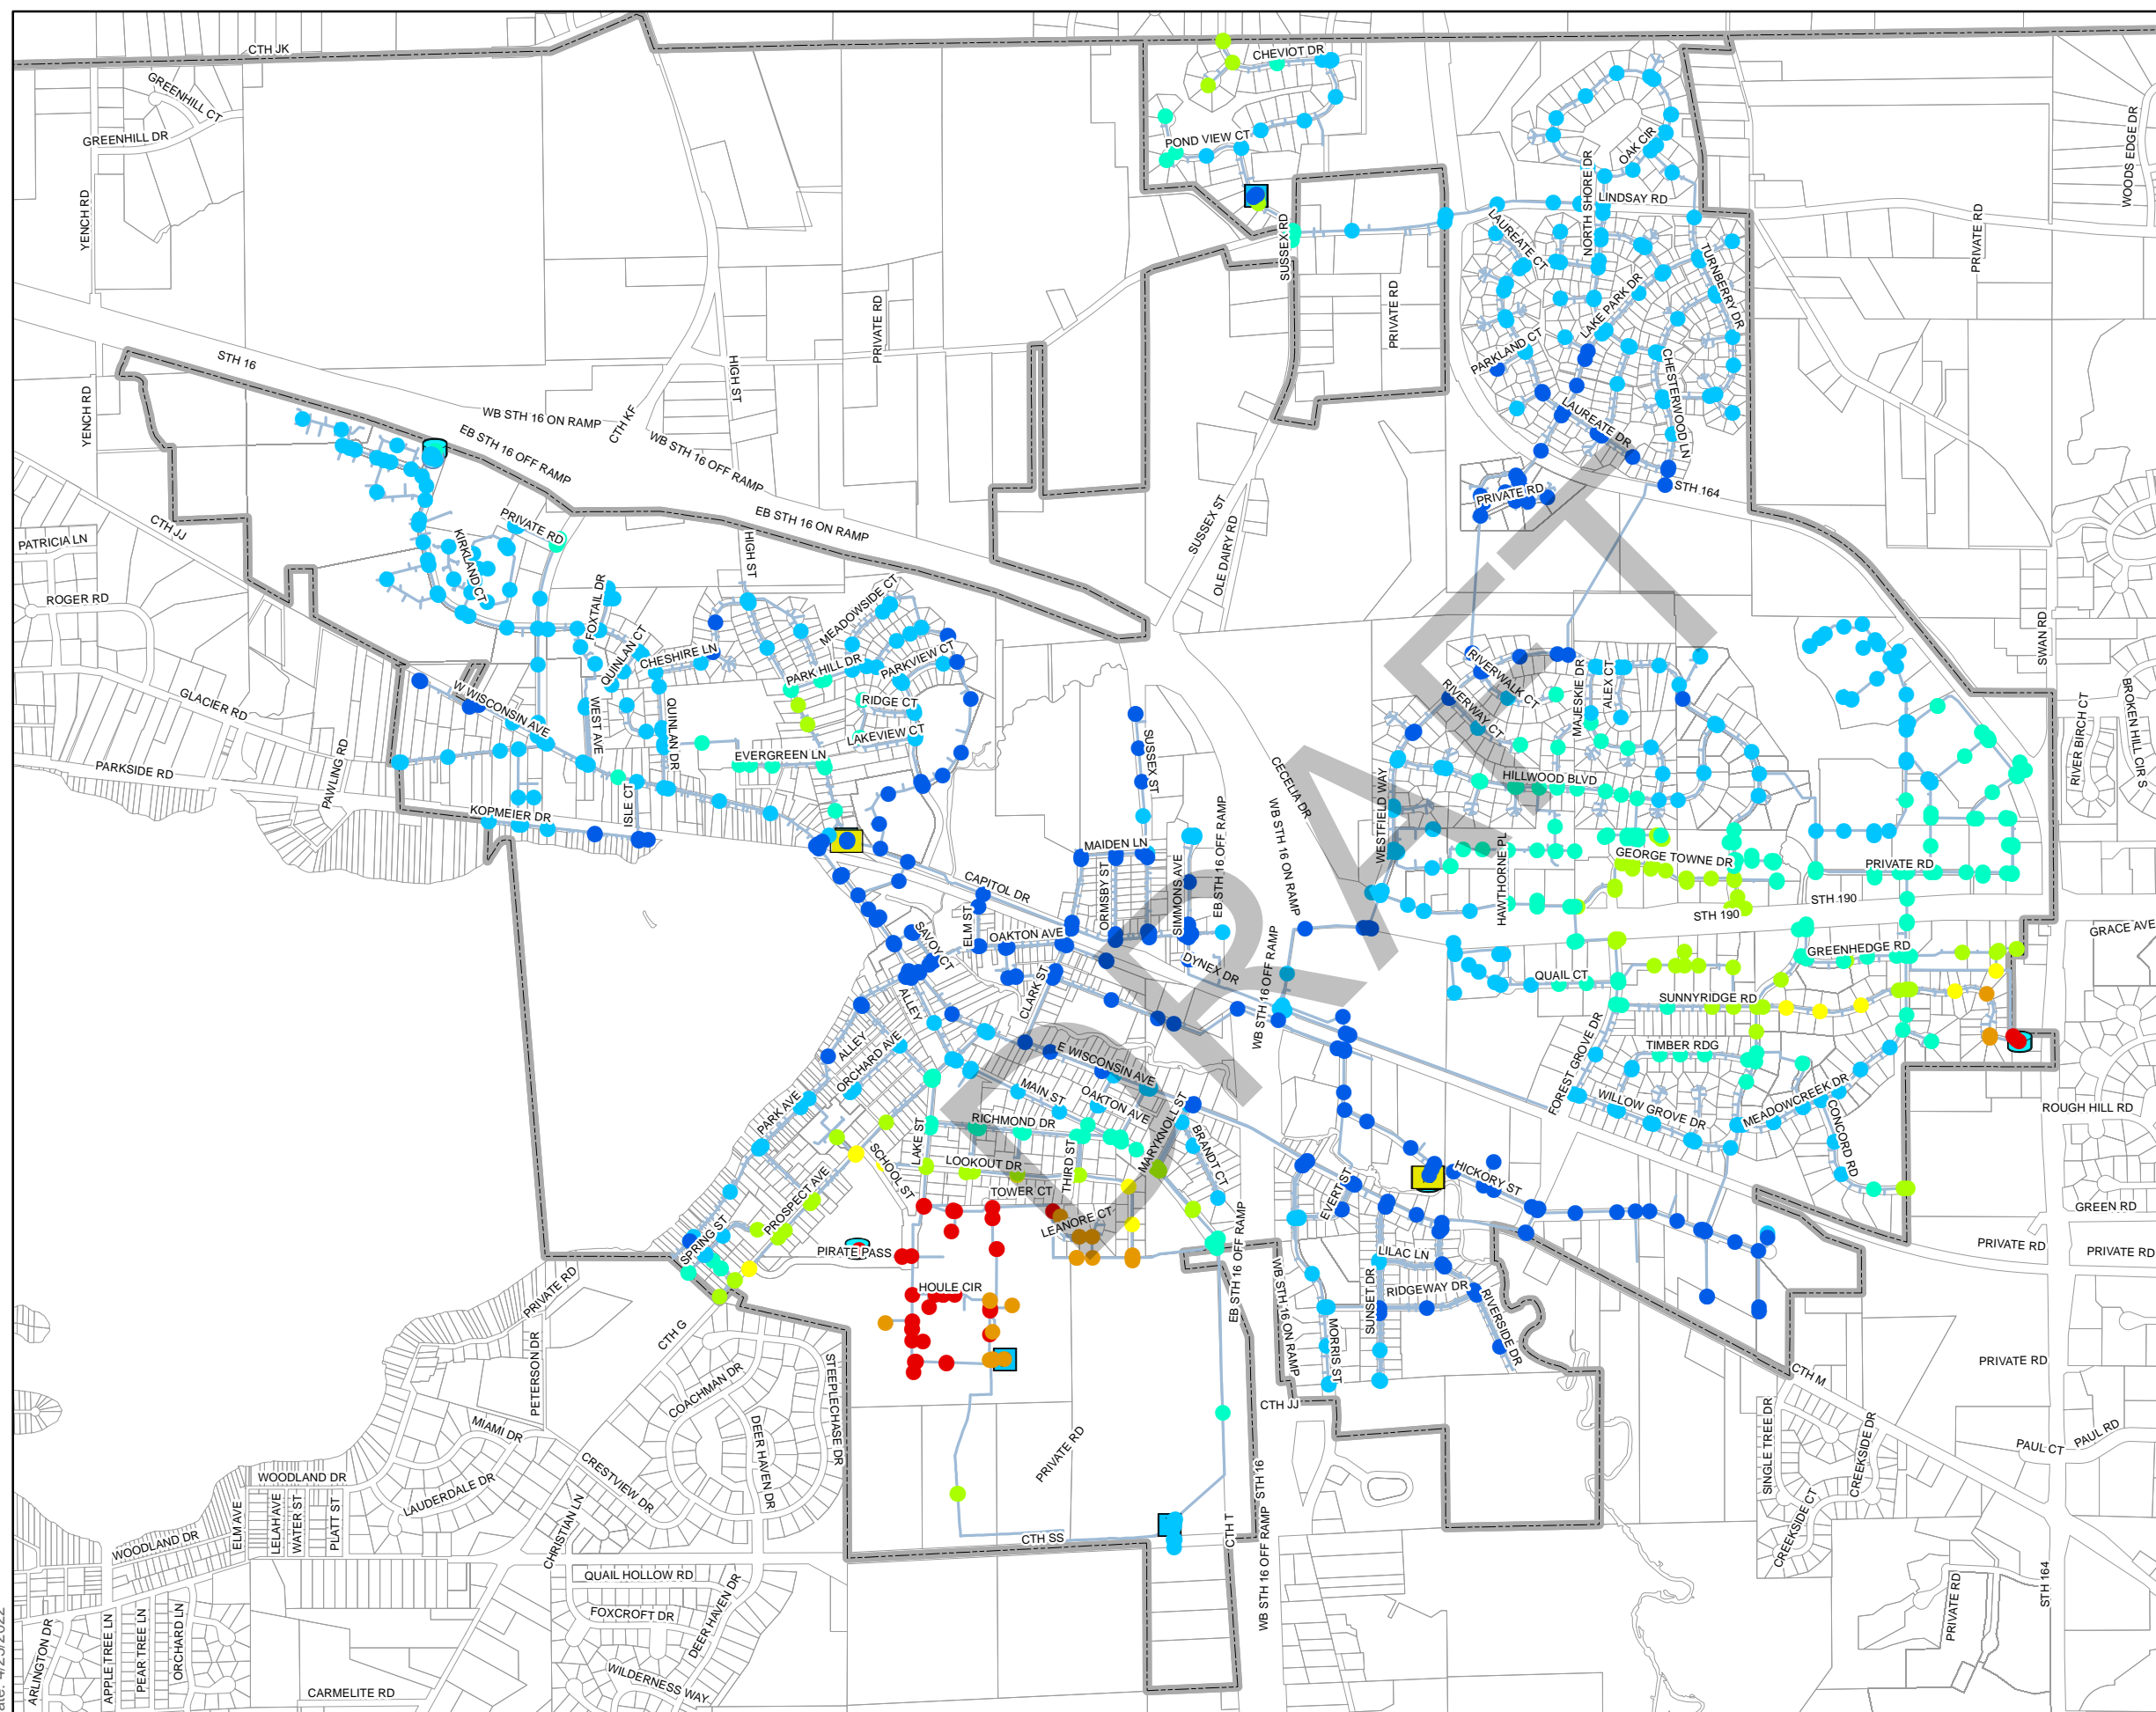 CTH JK
CHEVIOT DR
GREENHILL CT
GREENHILL DR
POND VIEW CT
OAK CIR
WOODS EDGE DR
YENCH RD
NORTH SHORE DR
LINDSAY RD
SUSSEX RD
LAUREATE CT
TURNBERRY DR
PRIVATE RD
PRIVATE RD
PRIVATE RD
LAKE PARK DR
PARKLAND CT
CHESTERWOOD LN
STH 16
HIGH ST
YENCH RD
WB STH 16 ON RAMP
CTH KF
EB STH 16 OFF RAMP
WB STH 16 OFF RAMP
LAUREATE DR
PRIVATE RD
STH 164
CTH JJ
PRIVATE RD
EB STH 16 ON RAMP
SUSSEX ST
OLE DAIRY RD
PATRICIA LN
KIRKLAND CT
HIGH ST
ROGER RD
FOXTAIL DR
MEADOWSIDE CT
SWAN RD
QUINLAN CT
CHESHIRE LN
PARK HILL DR
PARKVIEW CT
RIVERWALK CT
MAJESKIE DR
ALEX CT
GLACIER RD
W WISCONSIN AVE
WEST AVE
QUINLAN DR
RIDGE CT
LAKEVIEW CT
RIVERWAY CT
RIVER BIRCH CT
BROKEN HILL CIR S
PARKSIDE RD
PAWLING RD
EVERGREEN LN
SUSSEX ST
CECELIA DR
HILLWOOD BLVD
KOPMEIER DR
ISLE CT
WB STH 16 ON RAMP
WESTFIELD WAY
EB STH 16 OFF RAMP
MAIDEN LN
HAWTHORNE PL
GEORGE TOWNE DR
PRIVATE RD
CAPITOL DR
ORMSBY ST
SIMMONS AVE
STH 190
STH 190
ELM ST
OAKTON AVE
SAVOY CT
DYNEX DR
WB STH 16 OFF RAMP
GRACE AVE
GREENHEDGE RD
QUAIL CT
CLARK ST
ALLEY
SUNNYRIDGE RD
ALLEY
ORCHARD AVE
E WISCONSIN AVE
FOREST GROVE DR
TIMBER RDG
MAIN ST
OAKTON AVE
PARK AVE
RICHMOND DR
MARYKNOLL ST
WILLOW GROVE DR
MEADOWCREEK DR
CONCORD RD
ROUGH HILL RD
SCHOOL ST
LAKE ST
LOOKOUT DR
THIRD ST
BRANDT CT
TOWER CT
PROSPECT AVE
LEANORE CT
EVERT ST
HICKORY ST
GREEN RD
SPRING ST
PIRATE PASS
EB STH 16 OFF RAMP
LILAC LN
PRIVATE RD
PRIVATE RD
HOULE CIR
RIDGEWAY DR
PRIVATE RD
WB STH 16 ON RAMP
SUNSET DR
RIVERSIDE DR
MORRIS ST
CTH G
PETERSON DR
STEEPLECHASE DR
PRIVATE RD
CTH M
COACHMAN DR
CTH JJ
MIAMI DR
DEER HAVEN DR
PRIVATE RD
SINGLE TREE DR
CREEKSIDE DR
PAUL CT
PAUL RD
WOODLAND DR
LAUDERDALE DR
CRESTVIEW DR
STH 16
ELM AVE
LELAH AVE
WATER ST
PLATT ST
CHRISTIAN LN
WOODLAND DR
CTH SS
CTH T
WB STH 16 OFF RAMP
CREEKSIDE CT
QUAIL HOLLOW RD
FOXCROFT DR
DEER HAVEN DR
PRIVATE RD
STH 164
ARLINGTON DR
APPLE TREE LN
PEAR TREE LN
ORCHARD LN
WILDERNESS WAY
CARMELITE RD
DRAFT